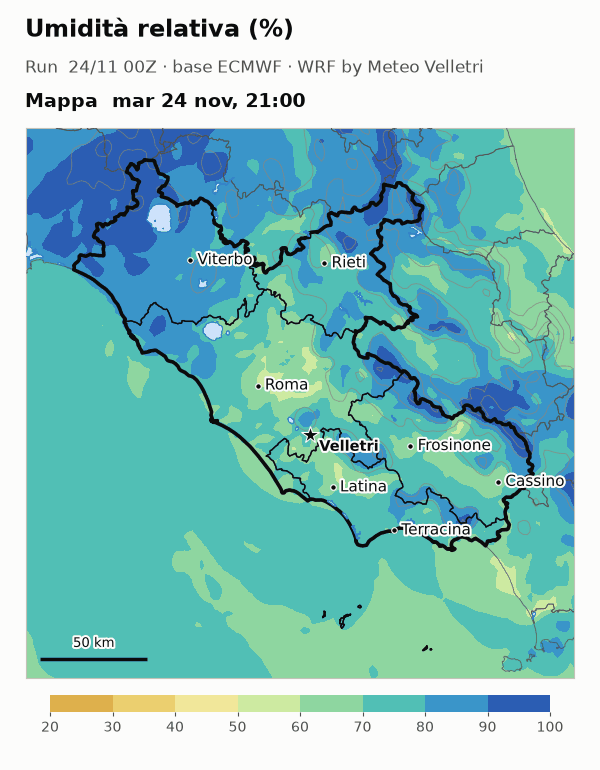 Umidità relativa (%)
Run  24/11 00Z · base ECMWF · WRF by Meteo Velletri
Mappa  mar 24 nov, 21:00
Viterbo
Rieti
Roma
Velletri
Frosinone
Latina
Cassino
Terracina
50 km
20 30 40 50 60 70 80 90 100